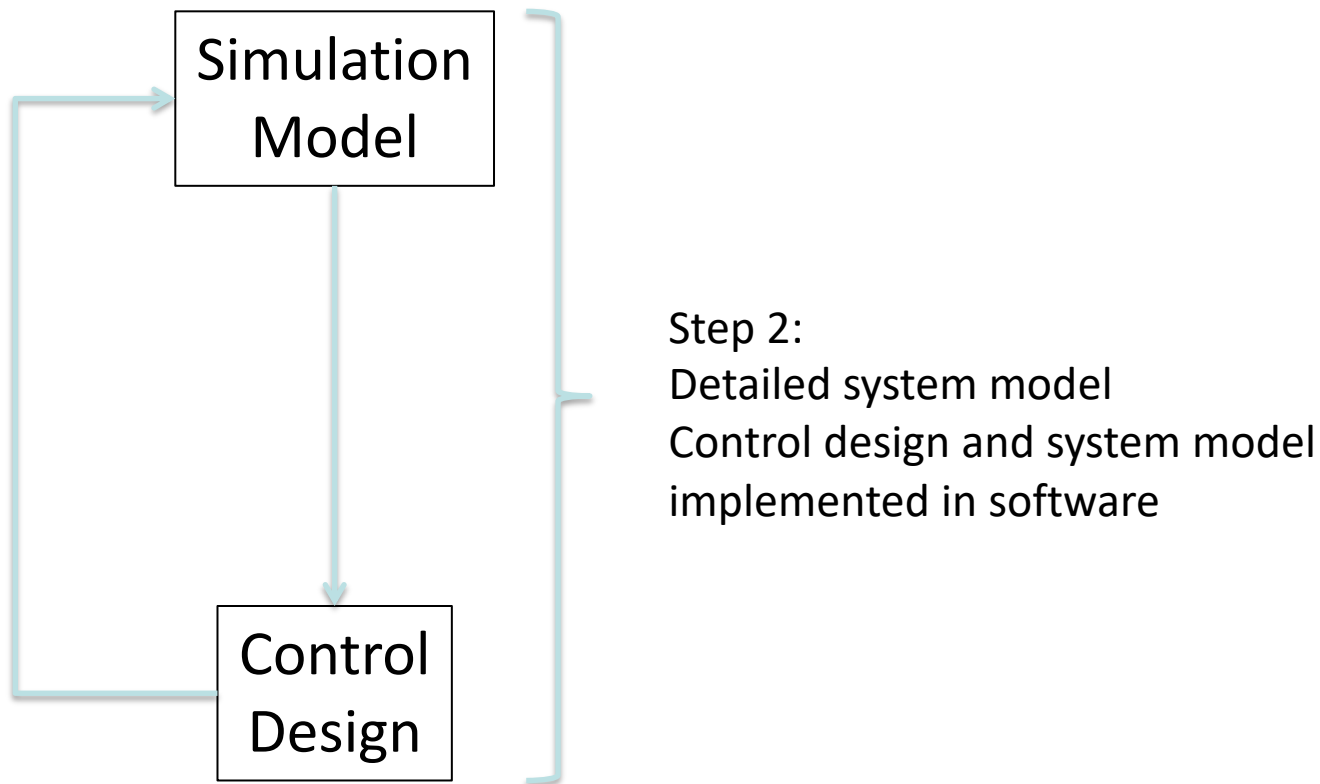 Simulation
Model
Step 2:
Detailed system model
Control design and system model
implemented in software
Control
Design